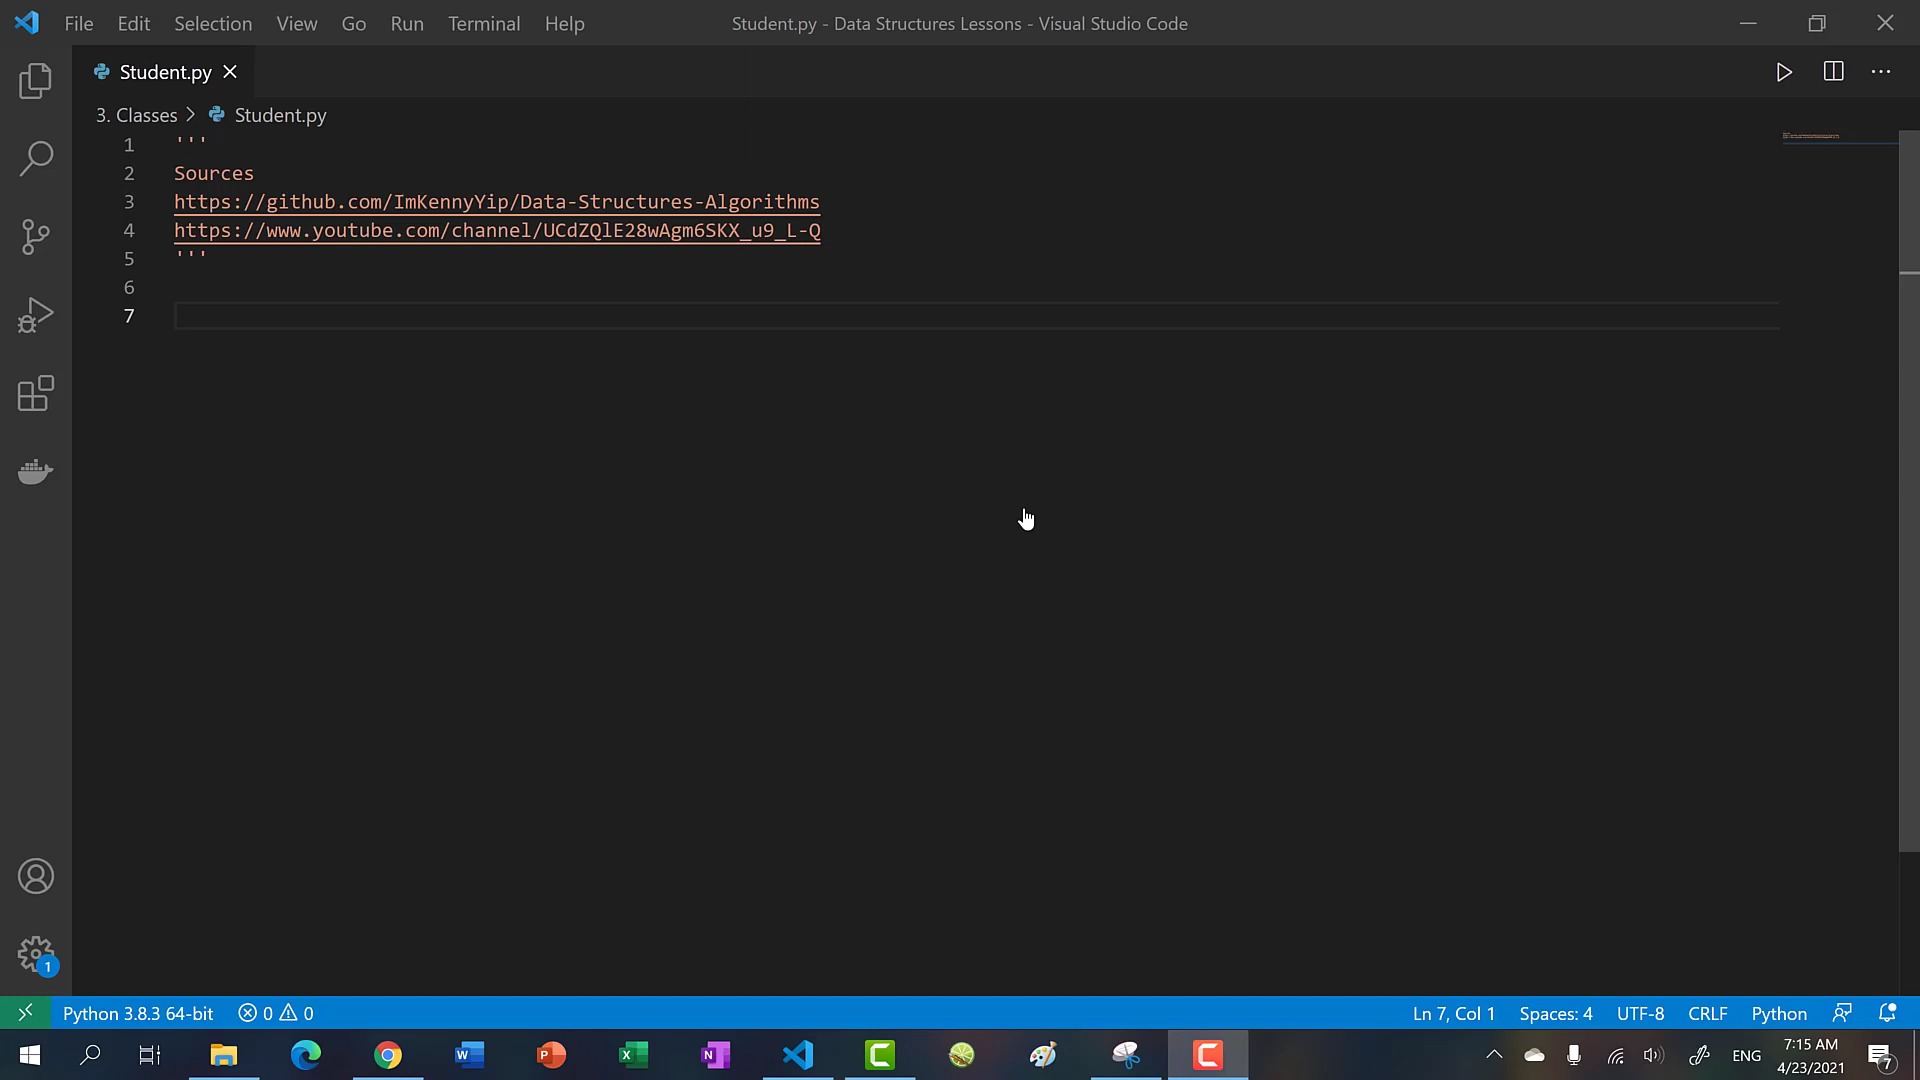 File Edit Selection View Go Run Terminal Help
Student.py - Data Structures Lessons - Visual Studio Code
Student.py
3. Classes > Student.py
1 '''
2 Sources
3 https://github.com/ImKennyYip/Data-Structures-Algorithms
4 https://www.youtube.com/channel/UCdZQlE28wAgm6SKX_u9_L-Q
5 '''
6
7
1
Python 3.8.3 64-bit 0 0
Ln 7, Col 1 Spaces: 4 UTF-8 CRLF Python
ENG
7:15 AM
4/23/2021
7